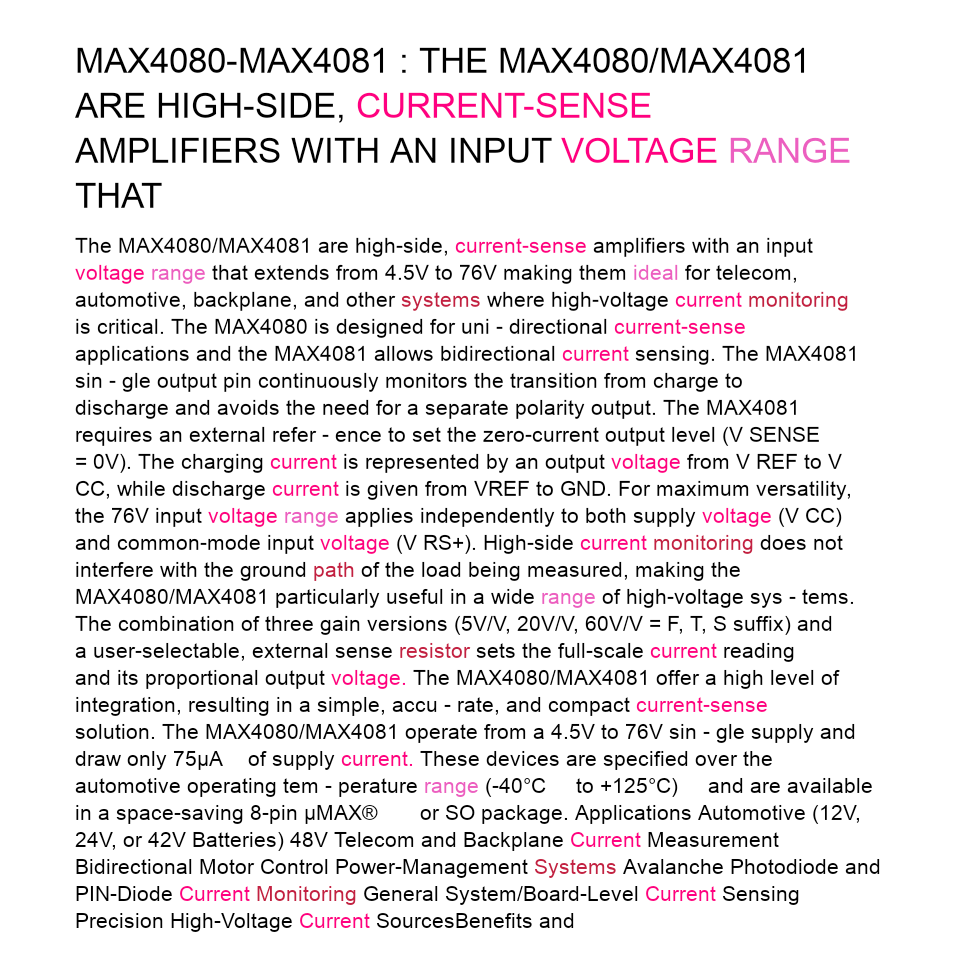 MAX4080-MAX4081 : THE MAX4080/MAX4081
ARE HIGH-SIDE, CURRENT-SENSE
AMPLIFIERS WITH AN INPUT VOLTAGE RANGE
THAT
The MAX4080/MAX4081 are high-side, current-sense amplifiers with an input
voltage range that extends from 4.5V to 76V making them ideal for telecom,
automotive, backplane, and other systems where high-voltage current monitoring
is critical. The MAX4080 is designed for uni - directional current-sense
applications and the MAX4081 allows bidirectional current sensing. The MAX4081
sin - gle output pin continuously monitors the transition from charge to
discharge and avoids the need for a separate polarity output. The MAX4081
requires an external refer - ence to set the zero-current output level (V SENSE
= 0V). The charging current is represented by an output voltage from V REF to V
CC, while discharge current is given from VREF to GND. For maximum versatility,
the 76V input voltage range applies independently to both supply voltage (V CC)
and common-mode input voltage (V RS+). High-side current monitoring does not
interfere with the ground path of the load being measured, making the
MAX4080/MAX4081 particularly useful in a wide range of high-voltage sys - tems.
The combination of three gain versions (5V/V, 20V/V, 60V/V = F, T, S suffix) and
a user-selectable, external sense resistor sets the full-scale current reading
and its proportional output voltage. The MAX4080/MAX4081 offer a high level of
integration, resulting in a simple, accu - rate, and compact current-sense
solution. The MAX4080/MAX4081 operate from a 4.5V to 76V sin - gle supply and
draw only 75µA of supply current. These devices are specified over the
automotive operating tem - perature range (-40°C to +125°C) and are available
in a space-saving 8-pin µMAX® or SO package. Applications Automotive (12V,
24V, or 42V Batteries) 48V Telecom and Backplane Current Measurement
Bidirectional Motor Control Power-Management Systems Avalanche Photodiode and
PIN-Diode Current Monitoring General System/Board-Level Current Sensing
Precision High-Voltage Current SourcesBenefits and